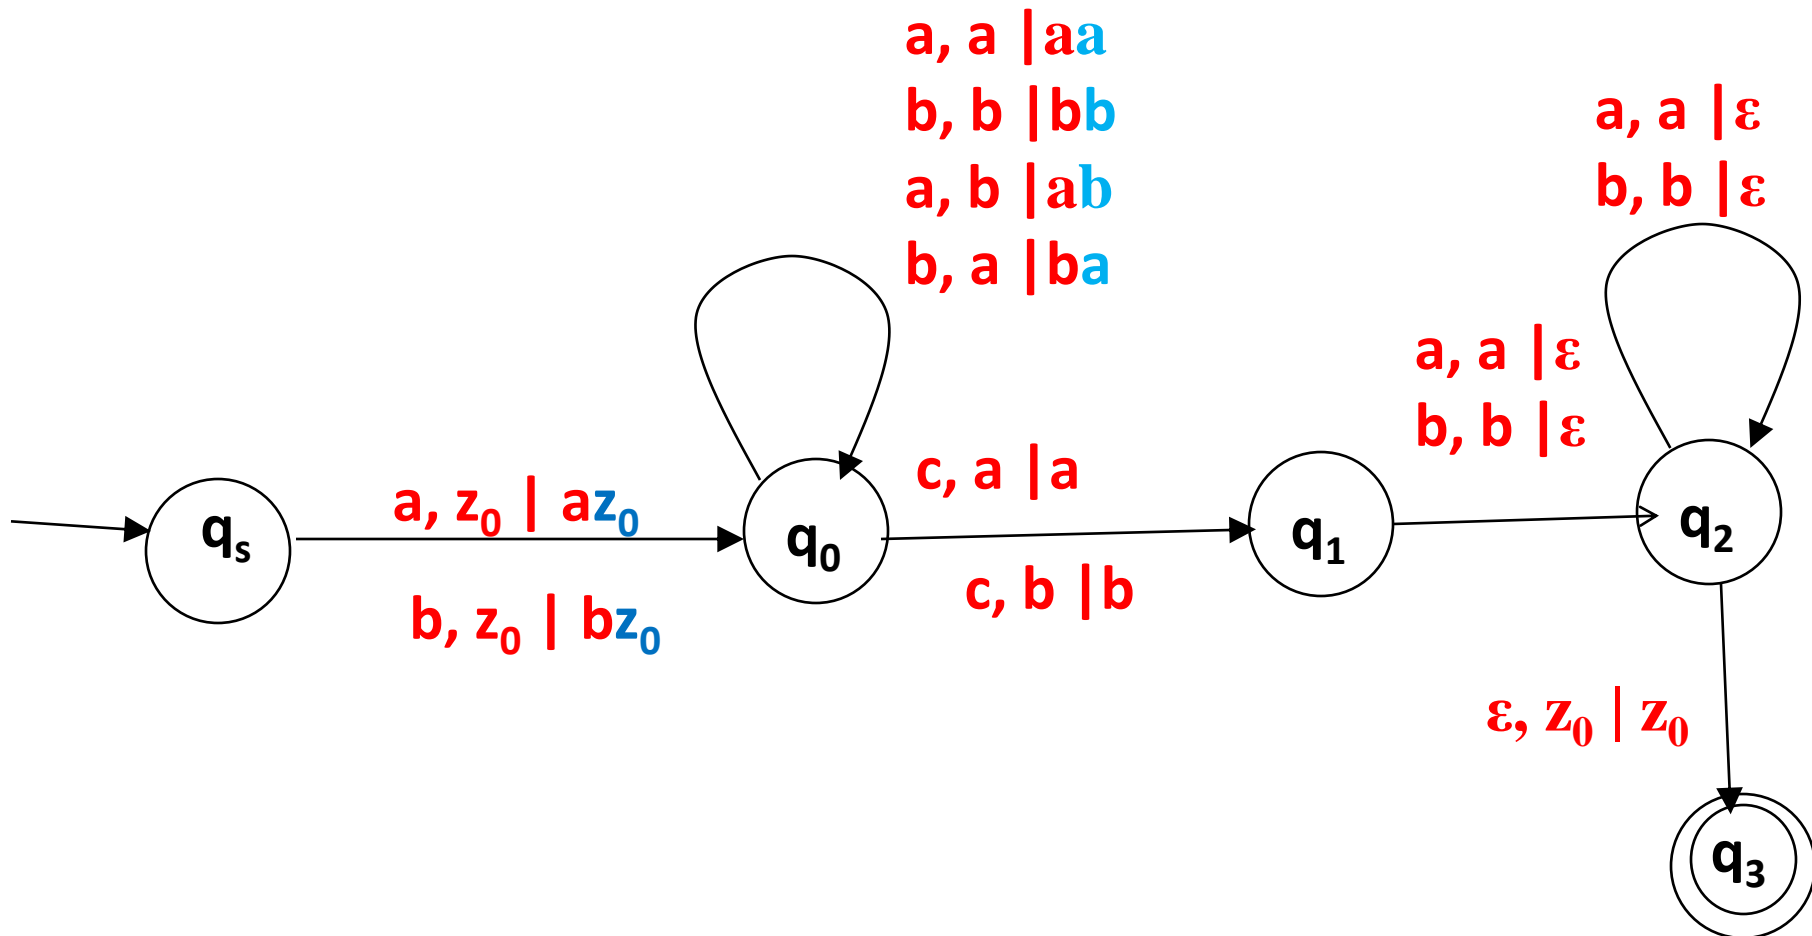 a, a |aa
b, b |bb
a, b |ab
b, a |ba
a, a |ε
b, b |ε
a, a |ε
b, b |ε
a, z₀ | az₀
b, z₀ | bz₀
c, a |a
c, b |b
qₛ
q₀
q₁
q₂
ε, z₀ | z₀
q₃